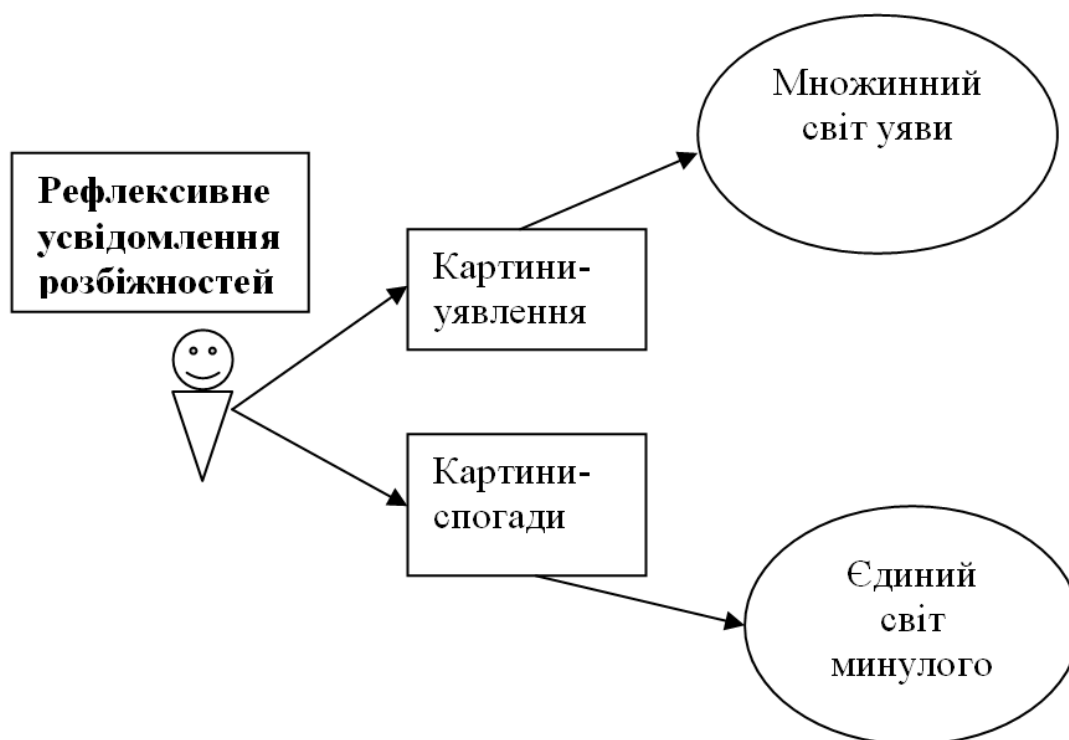 Рефлексивне
усвідомлення
розбіжностей
Картини-
уявлення
Множинний
світ уяви
Картини-
спогади
Єдиний
світ
минулого